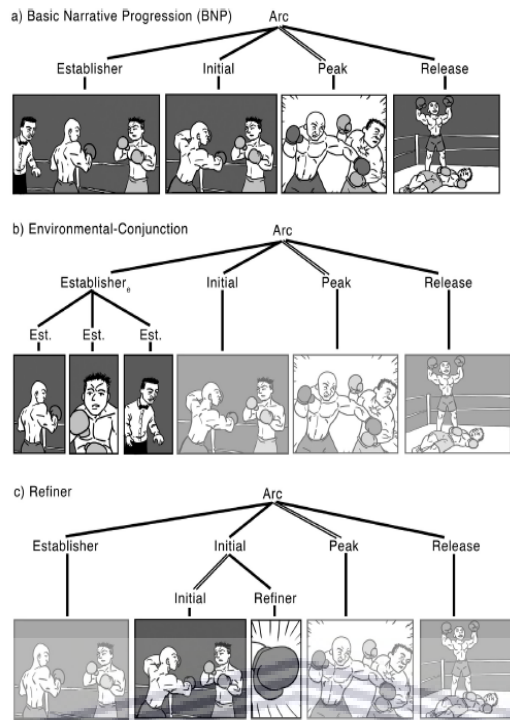 a) Basic Narrative Progression (BNP)
Arc
Establisher Initial Peak Release
b) Environmental-Conjunction
Arc
Establisherₑ Initial Peak Release
Est. Est. Est.
c) Refiner
Arc
Establisher Initial Peak Release
Initial Refiner